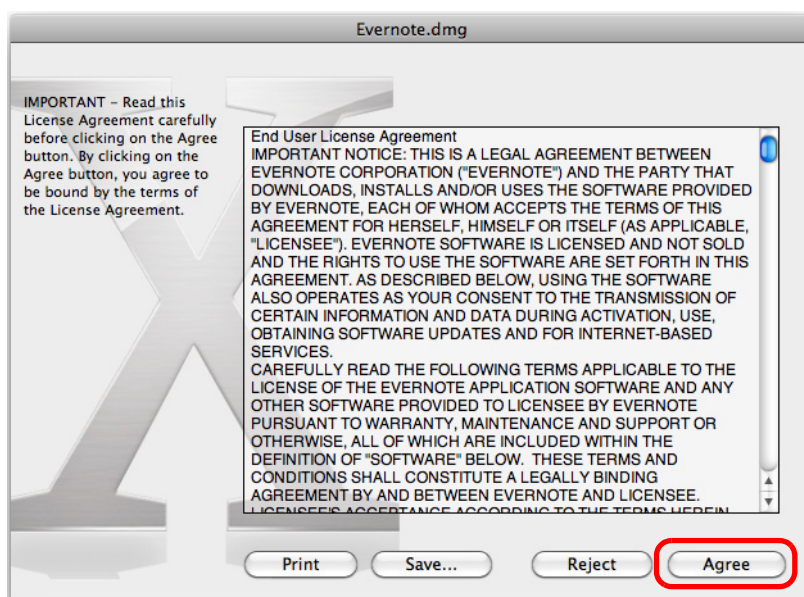 Evernote.dmg
IMPORTANT – Read this
License Agreement carefully
before clicking on the Agree
button. By clicking on the
Agree button, you agree to
be bound by the terms of
the License Agreement.
End User License Agreement
IMPORTANT NOTICE: THIS IS A LEGAL AGREEMENT BETWEEN
EVERNOTE CORPORATION ("EVERNOTE") AND THE PARTY THAT
DOWNLOADS, INSTALLS AND/OR USES THE SOFTWARE PROVIDED
BY EVERNOTE, EACH OF WHOM ACCEPTS THE TERMS OF THIS
AGREEMENT FOR HERSELF, HIMSELF OR ITSELF (AS APPLICABLE,
"LICENSEE"). EVERNOTE SOFTWARE IS LICENSED AND NOT SOLD
AND THE RIGHTS TO USE THE SOFTWARE ARE SET FORTH IN THIS
AGREEMENT. AS DESCRIBED BELOW, USING THE SOFTWARE
ALSO OPERATES AS YOUR CONSENT TO THE TRANSMISSION OF
CERTAIN INFORMATION AND DATA DURING ACTIVATION, USE,
OBTAINING SOFTWARE UPDATES AND FOR INTERNET-BASED
SERVICES.
CAREFULLY READ THE FOLLOWING TERMS APPLICABLE TO THE
LICENSE OF THE EVERNOTE APPLICATION SOFTWARE AND ANY
OTHER SOFTWARE PROVIDED TO LICENSEE BY EVERNOTE
PURSUANT TO WARRANTY, MAINTENANCE AND SUPPORT OR
OTHERWISE, ALL OF WHICH ARE INCLUDED WITHIN THE
DEFINITION OF "SOFTWARE" BELOW.  THESE TERMS AND
CONDITIONS SHALL CONSTITUTE A LEGALLY BINDING
AGREEMENT BY AND BETWEEN EVERNOTE AND LICENSEE.
LICENSEE'S ACCEPTANCE ACCORDING TO THE TERMS HEREIN
Print Save... Reject Agree